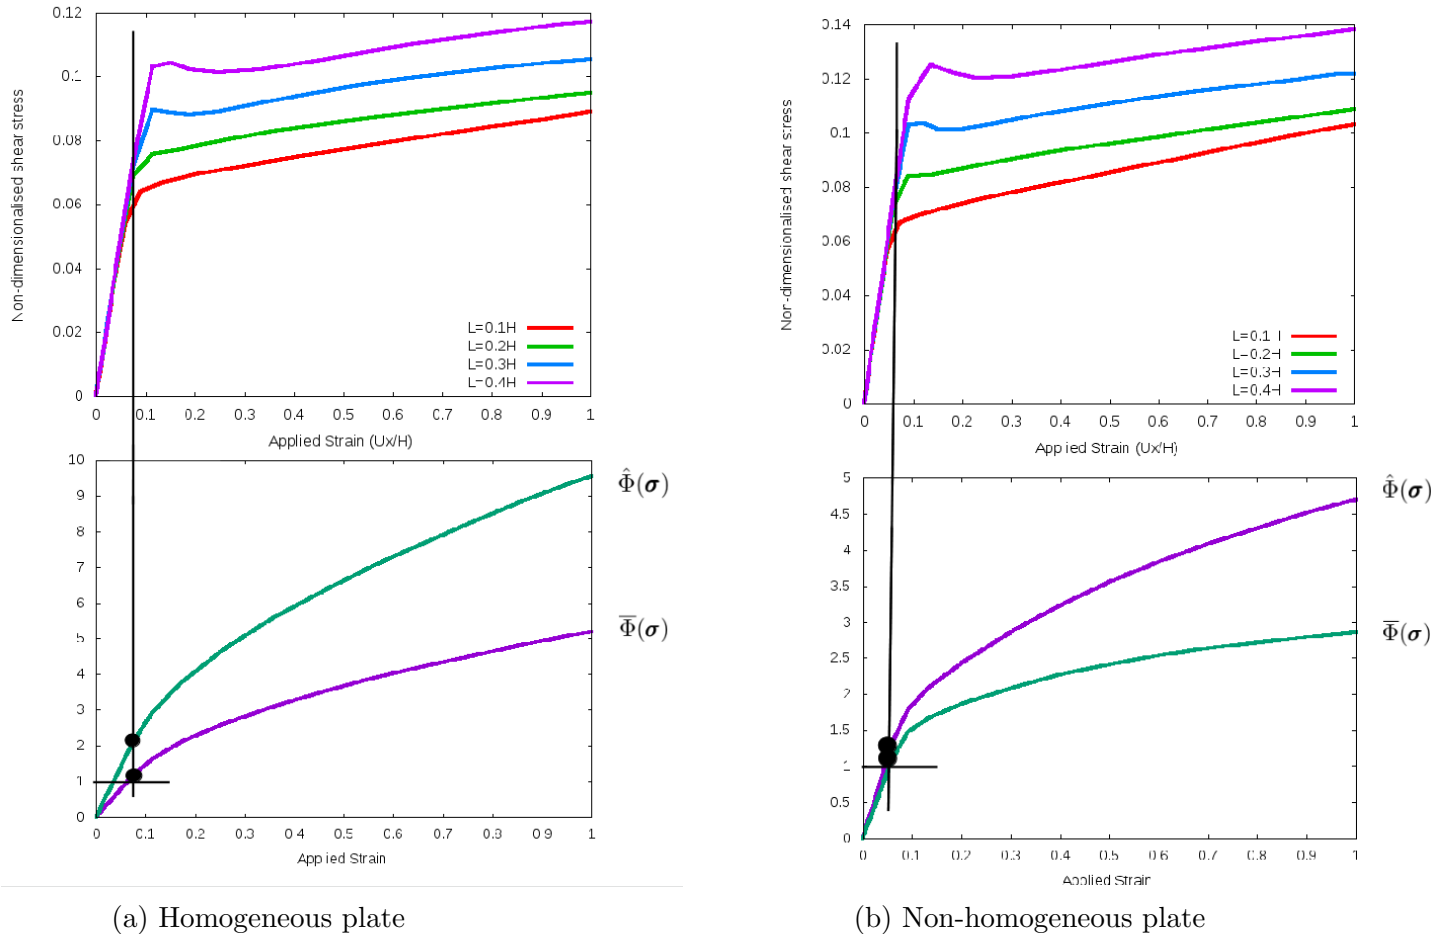 0.12
0.1
0.08
0.06
0.04
0.02
0
Non-dimensionalised shear stress
L=0.1H
L=0.2H
L=0.3H
L=0.4H
0 0.1 0.2 0.3 0.4 0.5 0.6 0.7 0.8 0.9 1
Applied Strain (Ux/H)
10
9
8
7
6
5
4
3
2
1
0
Φ̂(σ)
Φ̅(σ)
0 0.1 0.2 0.3 0.4 0.5 0.6 0.7 0.8 0.9 1
Applied Strain
(a) Homogeneous plate
0.14
0.12
0.1
0.08
0.06
0.04
0.02
0
Non-dimensionalised shear stress
L=0.1H
L=0.2H
L=0.3H
L=0.4H
0 0.1 0.2 0.3 0.4 0.5 0.6 0.7 0.8 0.9 1
Applied Strain (Ux/H)
5
4.5
4
3.5
3
2.5
2
1.5
1
0.5
0
Φ̂(σ)
Φ̅(σ)
0 0.1 0.2 0.3 0.4 0.5 0.6 0.7 0.8 0.9 1
Applied Strain
(b) Non-homogeneous plate